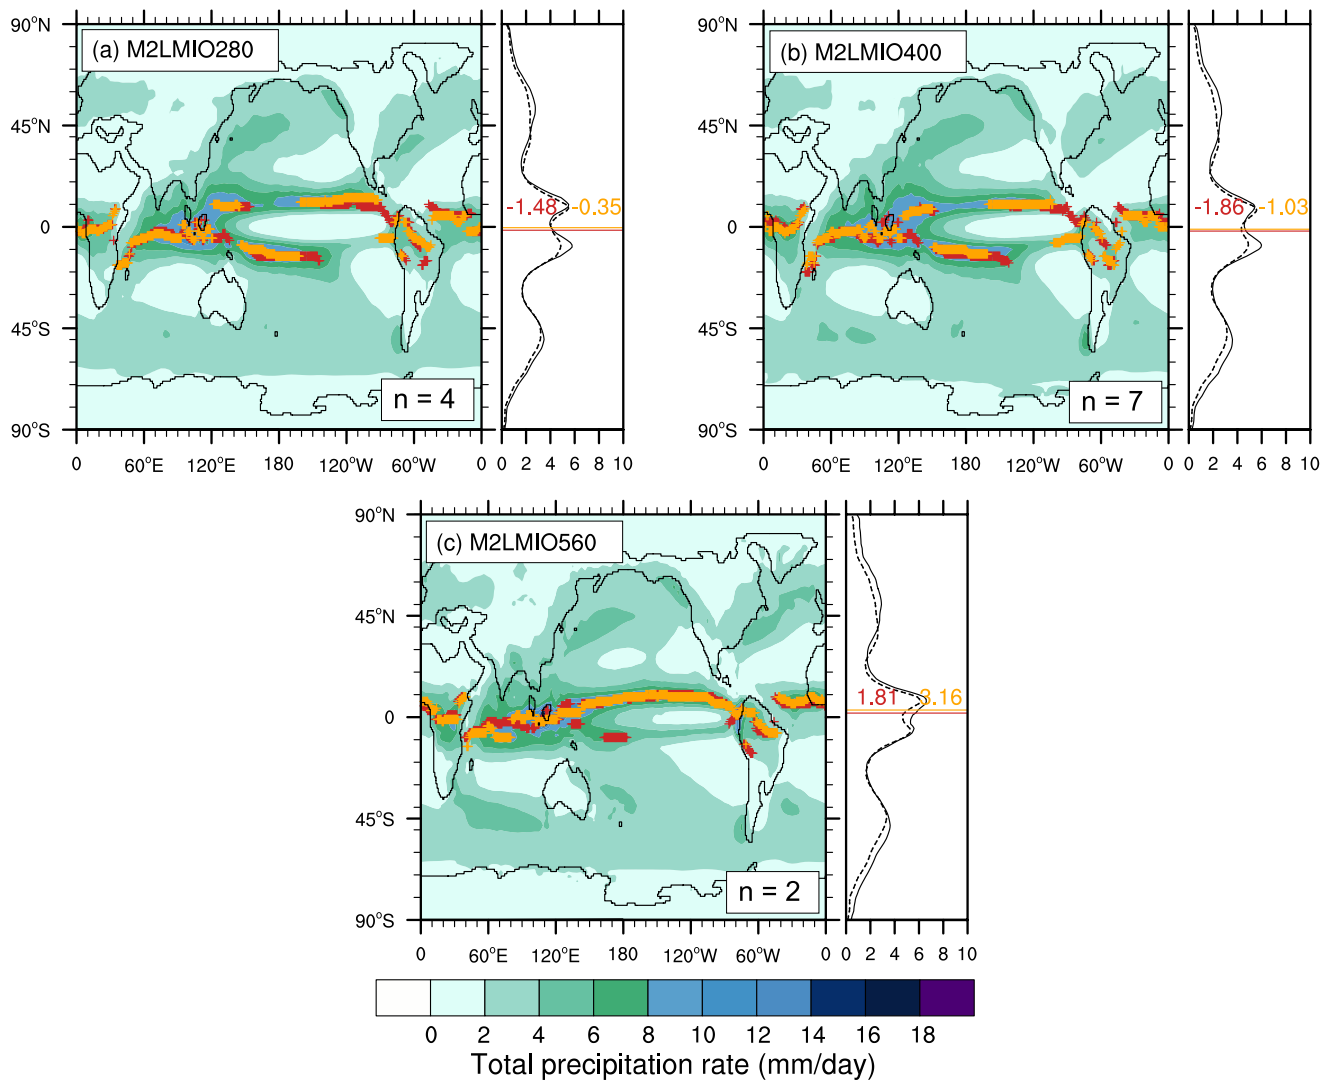 (a) M2LMIO280
90°N
45°N
0
45°S
90°S
-1.48 -0.35
n = 4
0 60°E 120°E 180 120°W 60°W 0
0 2 4 6 8 10
(b) M2LMIO400
90°N
45°N
0
45°S
90°S
-1.86 -1.03
n = 7
0 60°E 120°E 180 120°W 60°W 0
0 2 4 6 8 10
(c) M2LMIO560
90°N
45°N
0
45°S
90°S
1.81 3.16
n = 2
0 60°E 120°E 180 120°W 60°W 0
0 2 4 6 8 10
0 2 4 6 8 10 12 14 16 18
Total precipitation rate (mm/day)